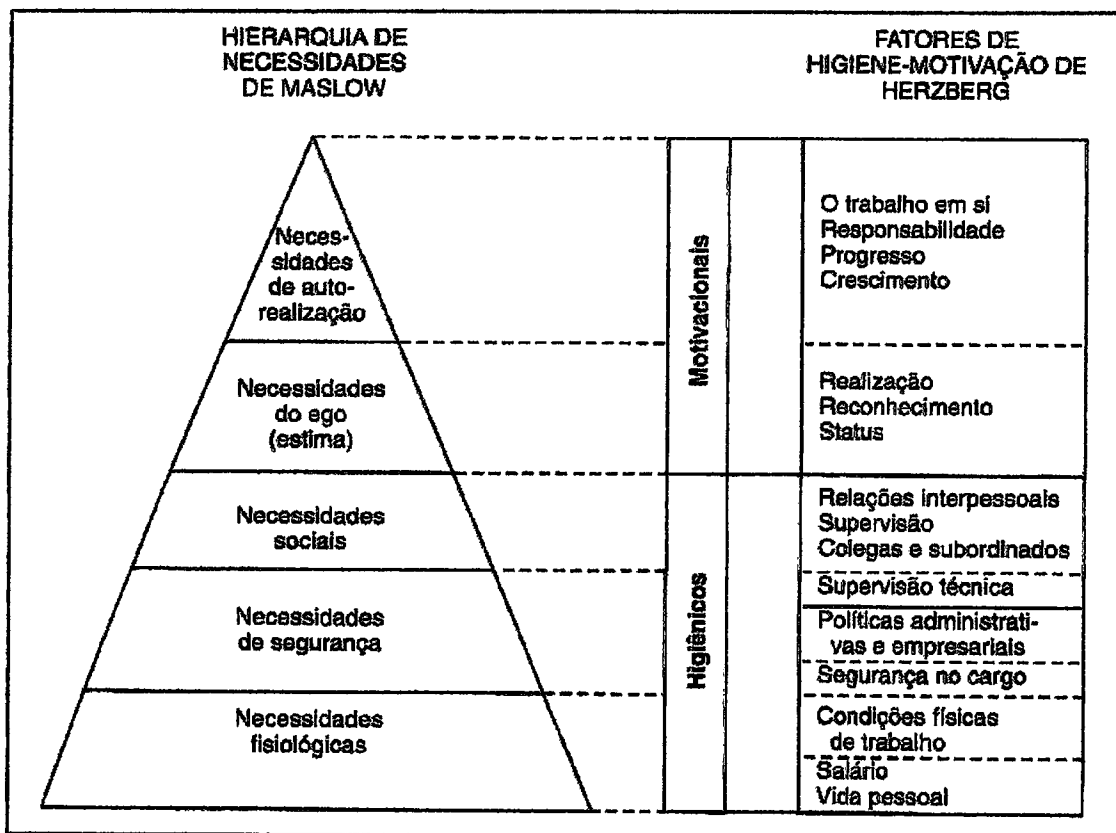 HIERARQUIA DE
NECESSIDADES
DE MASLOW
FATORES DE
HIGIENE-MOTIVAÇÃO DE
HERZBERG
Neces-
sidades
de auto-
realização
Necessidades
do ego
(estima)
Necessidades
sociais
Necessidades
de segurança
Necessidades
fisiológicas
Motivacionais
Higiênicos
O trabalho em si
Responsabilidade
Progresso
Crescimento
Realização
Reconhecimento
Status
Relações interpessoais
Supervisão
Colegas e subordinados
Supervisão técnica
Políticas administrati-
vas e empresariais
Segurança no cargo
Condições físicas
de trabalho
Salário
Vida pessoal